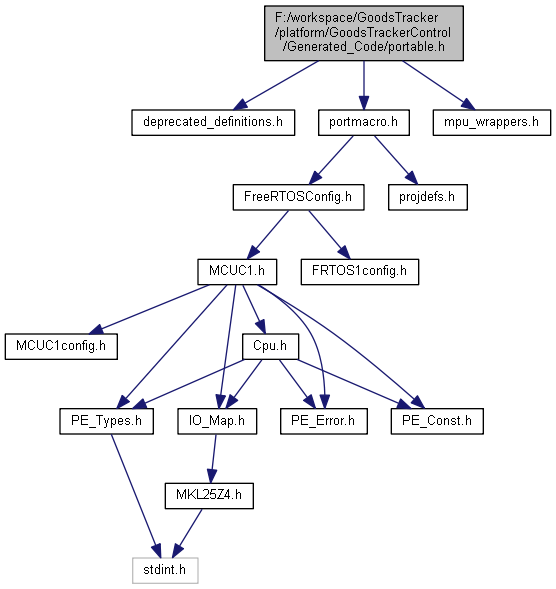 F:/workspace/GoodsTracker
/platform/GoodsTrackerControl
/Generated_Code/portable.h
deprecated_definitions.h
portmacro.h
mpu_wrappers.h
FreeRTOSConfig.h
projdefs.h
MCUC1.h
FRTOS1config.h
MCUC1config.h
Cpu.h
PE_Types.h
IO_Map.h
PE_Error.h
PE_Const.h
MKL25Z4.h
stdint.h